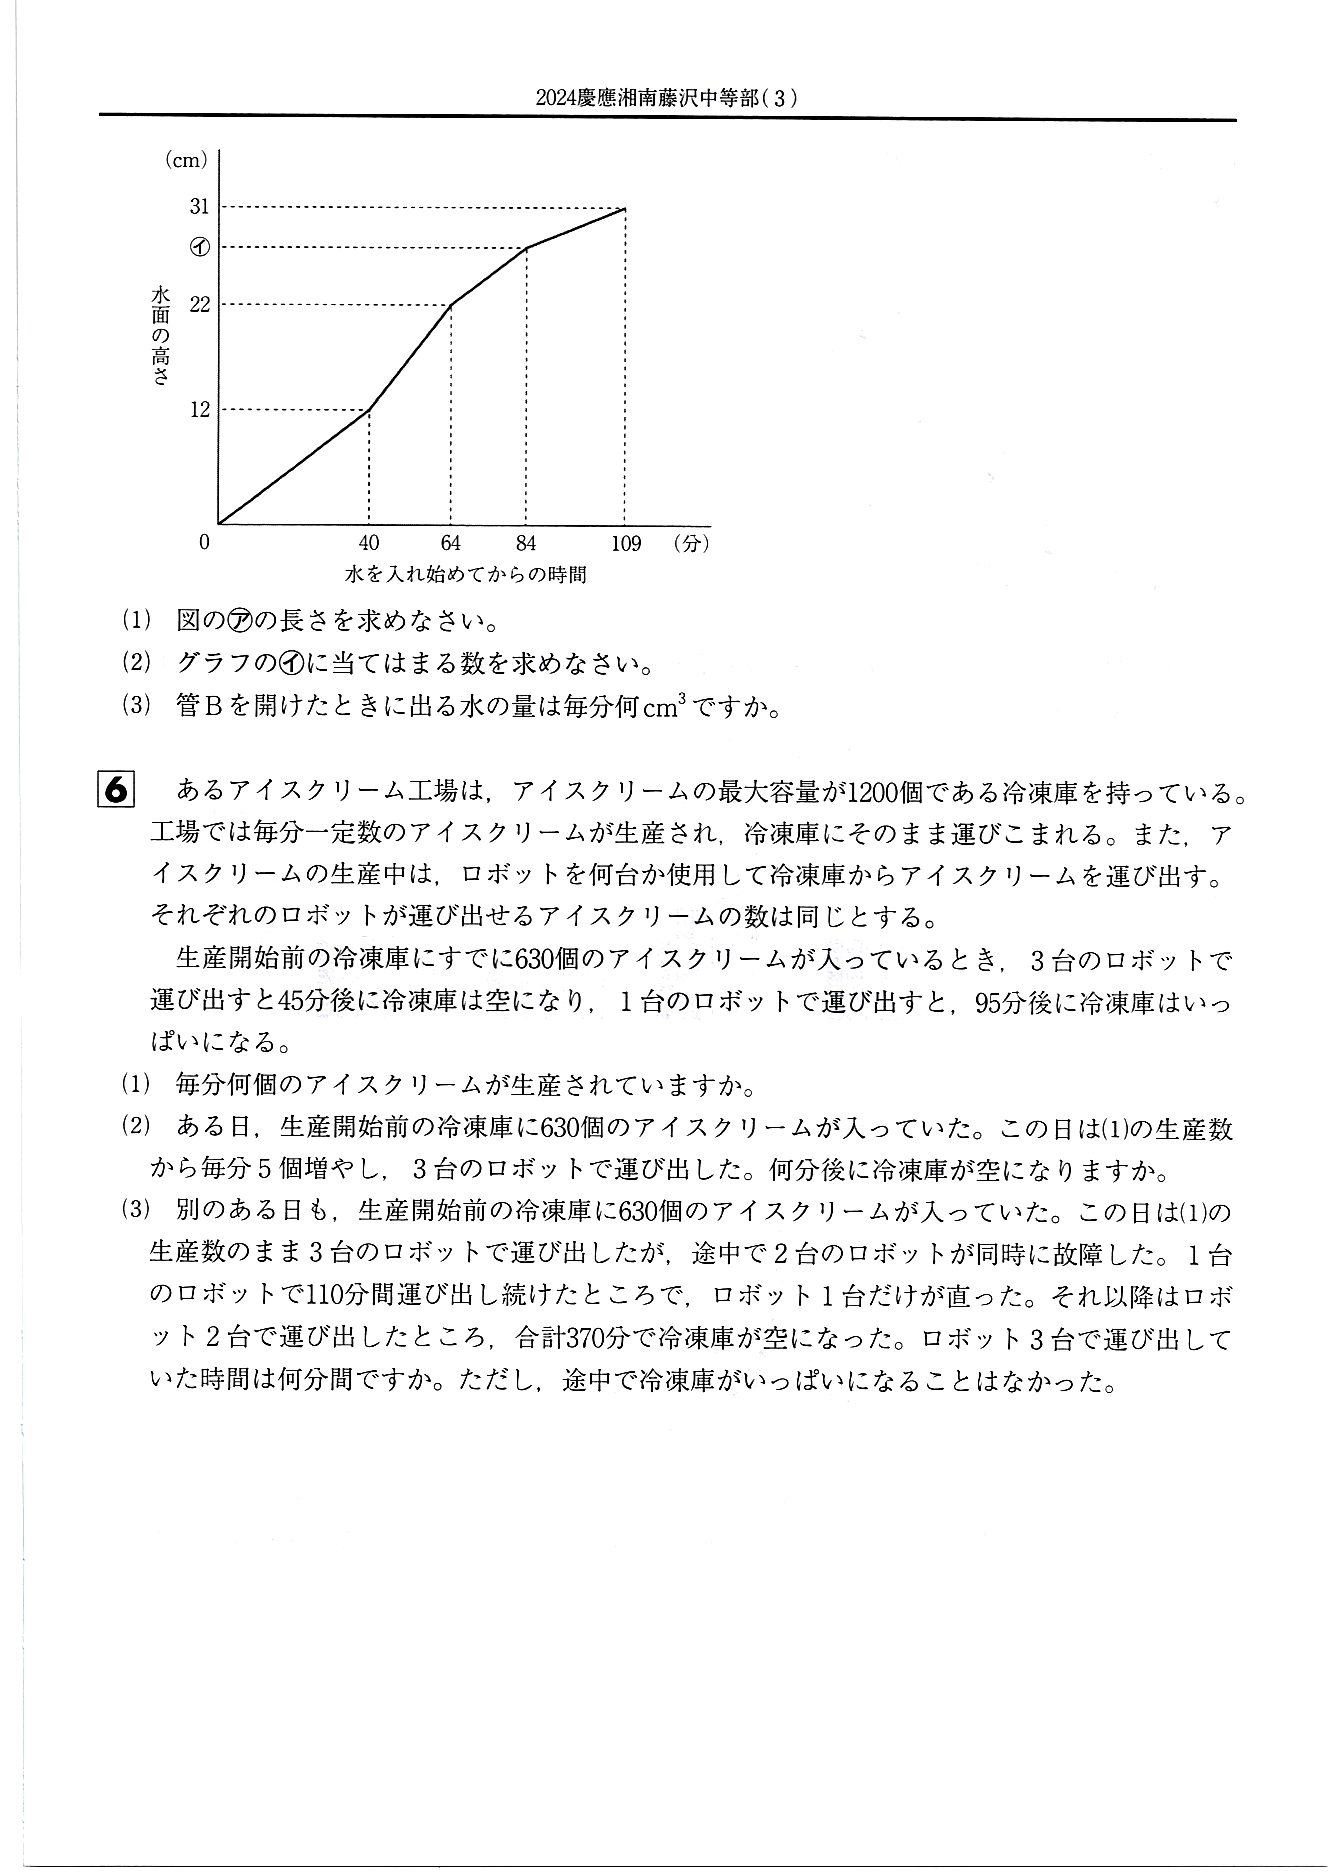 2024慶應湘南藤沢中等部(3)
(cm)
31
㋑
22
12
0
水面の高さ
40 64 84 109 (分)
水を入れ始めてからの時間
(1) 図の㋐の長さを求めなさい。
(2) グラフの㋑に当てはまる数を求めなさい。
(3) 管Bを開けたときに出る水の量は毎分何cm³ですか。
6 あるアイスクリーム工場は，アイスクリームの最大容量が1200個である冷凍庫を持っている。
工場では毎分一定数のアイスクリームが生産され，冷凍庫にそのまま運びこまれる。また，ア
イスクリームの生産中は，ロボットを何台か使用して冷凍庫からアイスクリームを運び出す。
それぞれのロボットが運び出せるアイスクリームの数は同じとする。
生産開始前の冷凍庫にすでに630個のアイスクリームが入っているとき，3台のロボットで
運び出すと45分後に冷凍庫は空になり，1台のロボットで運び出すと，95分後に冷凍庫はいっ
ぱいになる。
(1) 毎分何個のアイスクリームが生産されていますか。
(2) ある日，生産開始前の冷凍庫に630個のアイスクリームが入っていた。この日は(1)の生産数
から毎分5個増やし，3台のロボットで運び出した。何分後に冷凍庫が空になりますか。
(3) 別のある日も，生産開始前の冷凍庫に630個のアイスクリームが入っていた。この日は(1)の
生産数のまま3台のロボットで運び出したが，途中で2台のロボットが同時に故障した。1台
のロボットで110分間運び出し続けたところで，ロボット1台だけが直った。それ以降はロボ
ット2台で運び出したところ，合計370分で冷凍庫が空になった。ロボット3台で運び出して
いた時間は何分間ですか。ただし，途中で冷凍庫がいっぱいになることはなかった。